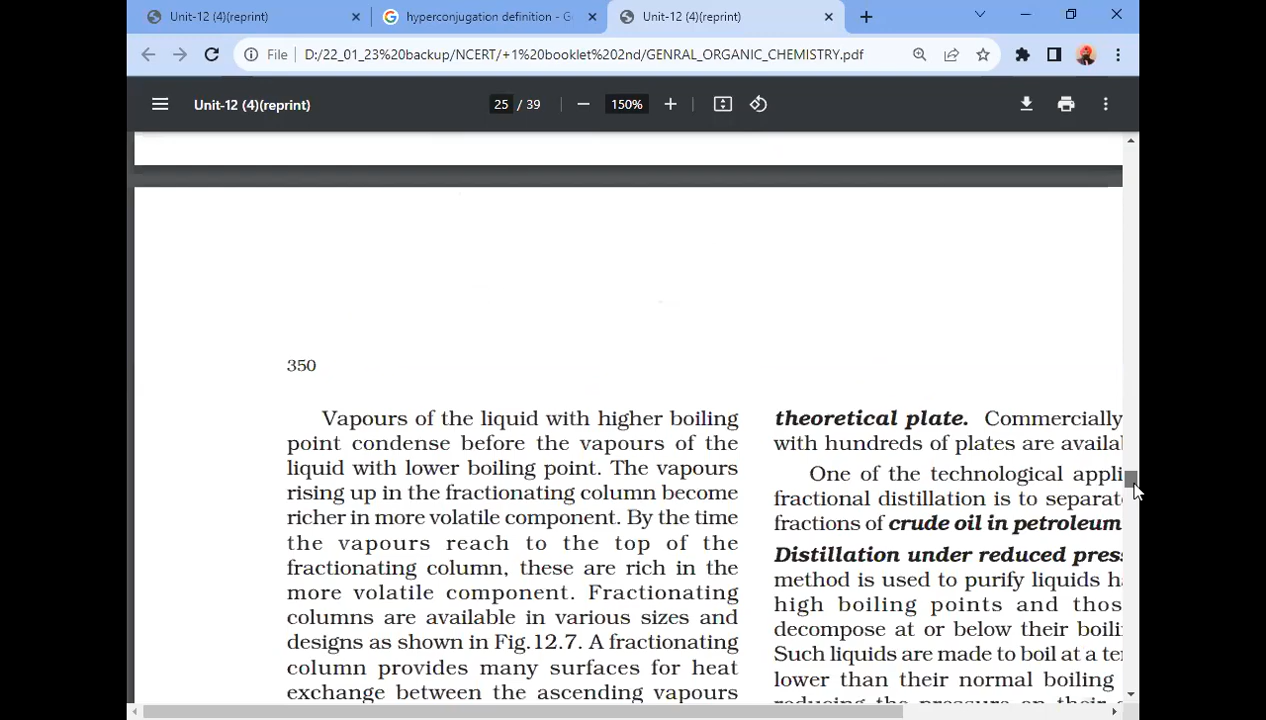 Unit-12 (4)(reprint)
hyperconjugation definition - G
Unit-12 (4)(reprint)
File
D:/22_01_23%20backup/NCERT/+1%20booklet%202nd/GENRAL_ORGANIC_CHEMISTRY.pdf
Unit-12 (4)(reprint)
25 / 39
150%
350
Vapours of the liquid with higher boiling
point condense before the vapours of the
liquid with lower boiling point. The vapours
rising up in the fractionating column become
richer in more volatile component. By the time
the vapours reach to the top of the
fractionating column, these are rich in the
more volatile component. Fractionating
columns are available in various sizes and
designs as shown in Fig.12.7. A fractionating
column provides many surfaces for heat
exchange between the ascending vapours
theoretical plate. Commercially
with hundreds of plates are availa
One of the technological appli
fractional distillation is to separate
fractions of crude oil in petroleum
Distillation under reduced pres
method is used to purify liquids ha
high boiling points and thos
decompose at or below their boili
Such liquids are made to boil at a te
lower than their normal boiling
reducing the pressure on their